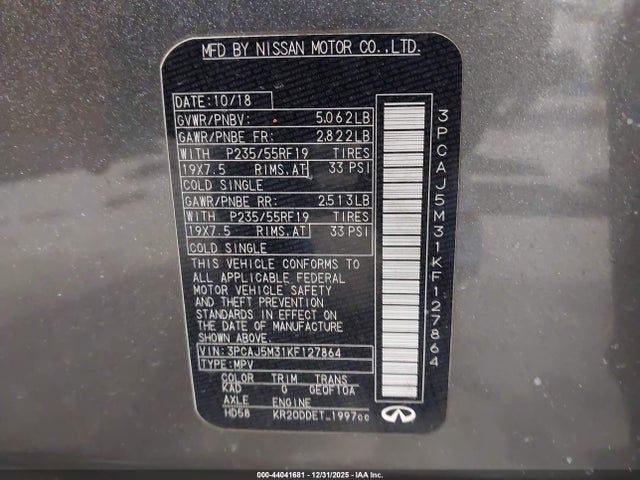 MFD BY NISSAN MOTOR CO.,LTD.
DATE:10/18
GVWR/PNBV: 5.062LB
GAWR/PNBE FR: 2.822LB
WITH P235/55RF19 TIRES
19X7.5 RIMS.AT 33 PSI
COLD SINGLE
GAWR/PNBE RR: 2.513LB
WITH P235/55RF19 TIRES
19X7.5 RIMS.AT 33 PSI
COLD SINGLE
THIS VEHICLE CONFORMS TO
ALL APPLICABLE FEDERAL
MOTOR VEHICLE SAFETY
AND THEFT PREVENTION
STANDARDS IN EFFECT ON
THE DATE OF MANUFACTURE
SHOWN ABOVE.
VIN:3PCAJ5M31KF127864
TYPE:MPV
COLOR TRIM TRANS
KAD G GE0F10A
AXLE ENGINE
HD58 KR20DDET_1997cc
3PCAJ5M31KF127864
INFINITI
000-44041681 - 12/31/2025 - IAA Inc.